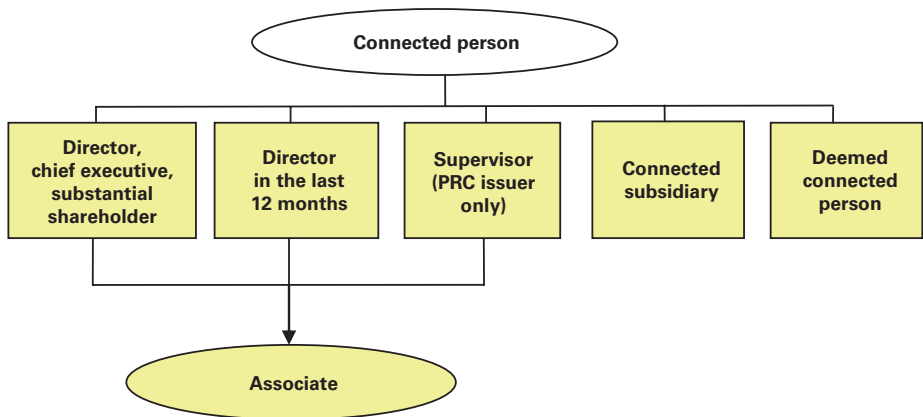 Connected person
Director,
chief executive,
substantial
shareholder
Director
in the last
12 months
Supervisor
(PRC issuer
only)
Connected
subsidiary
Deemed
connected
person
Associate